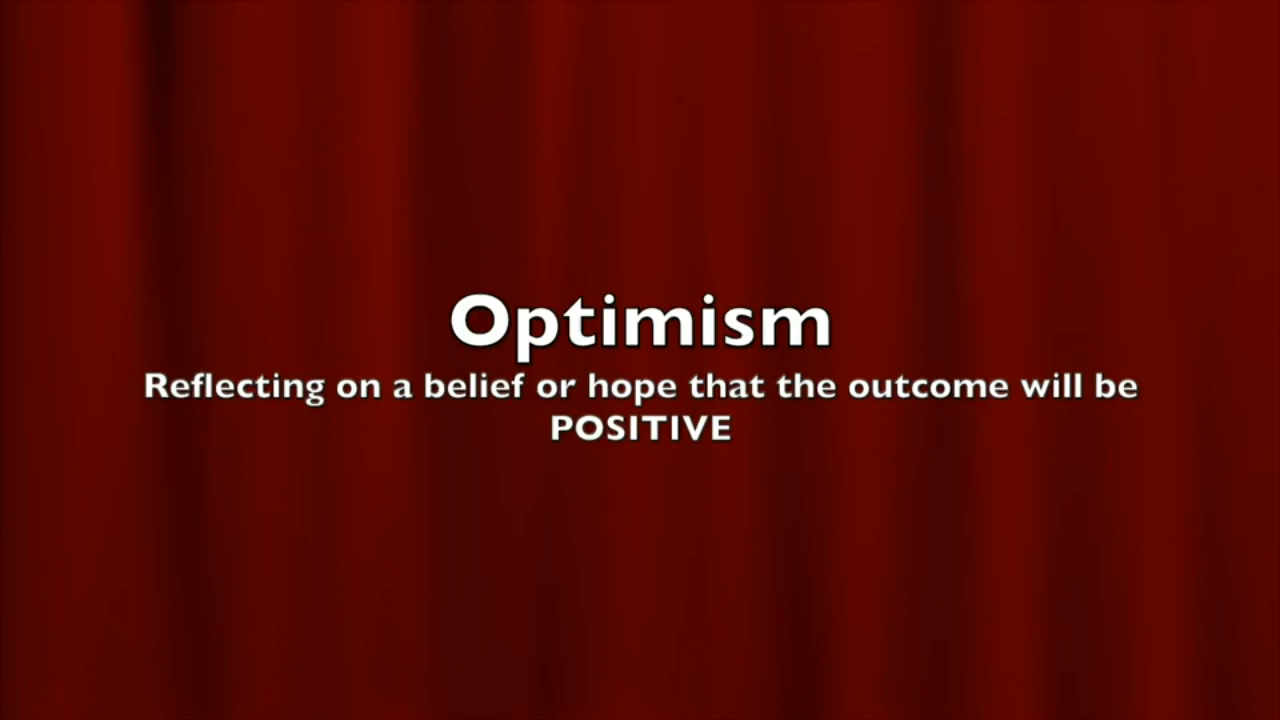 Optimism
Reflecting on a belief or hope that the outcome will be
POSITIVE